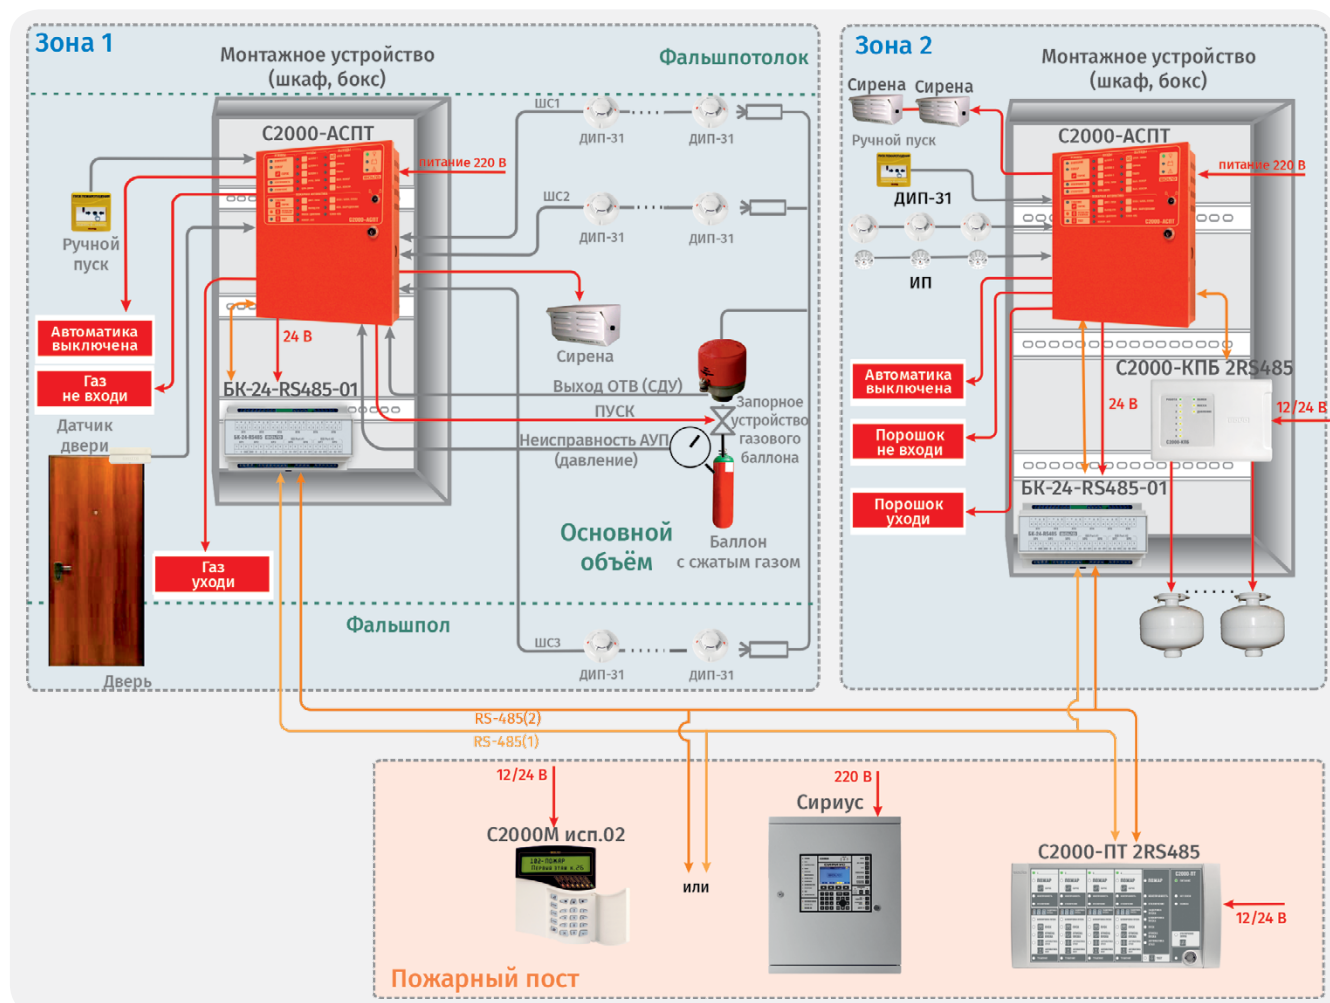 Зона 1
Монтажное устройство
(шкаф, бокс)
Фальшпотолок
С2000-АСПТ
ШС1
ДИП-31
ДИП-31
питание 220 В
ШС2
ДИП-31
ДИП-31
С2000-АСПТ
Ручной
пуск
Автоматика
выключена
24 В
Сирена
Газ
не входи
БК-24-RS485-01
Выход ОТВ (СДУ)
ПУСК
Запорное
устройство
газового
баллона
Датчик
двери
Неисправность АУП
(давление)
Основной
объём
Баллон
с сжатым газом
Газ
уходи
Фальшпол
ШС3
ДИП-31
ДИП-31
Дверь
Зона 2
Монтажное устройство
(шкаф, бокс)
Сирена
Сирена
С2000-АСПТ
Ручной пуск
питание 220 В
ДИП-31
С2000-АСПТ
ИП
С2000-КПБ 2RS485
Автоматика
выключена
24 В
12/24 В
Порошок
не входи
С2000-КПБ
БК-24-RS485-01
Порошок
уходи
RS-485(2)
RS-485(1)
12/24 В
220 В
Сириус
С2000М исп.02
С2000-ПТ 2RS485
или
12/24 В
Пожарный пост